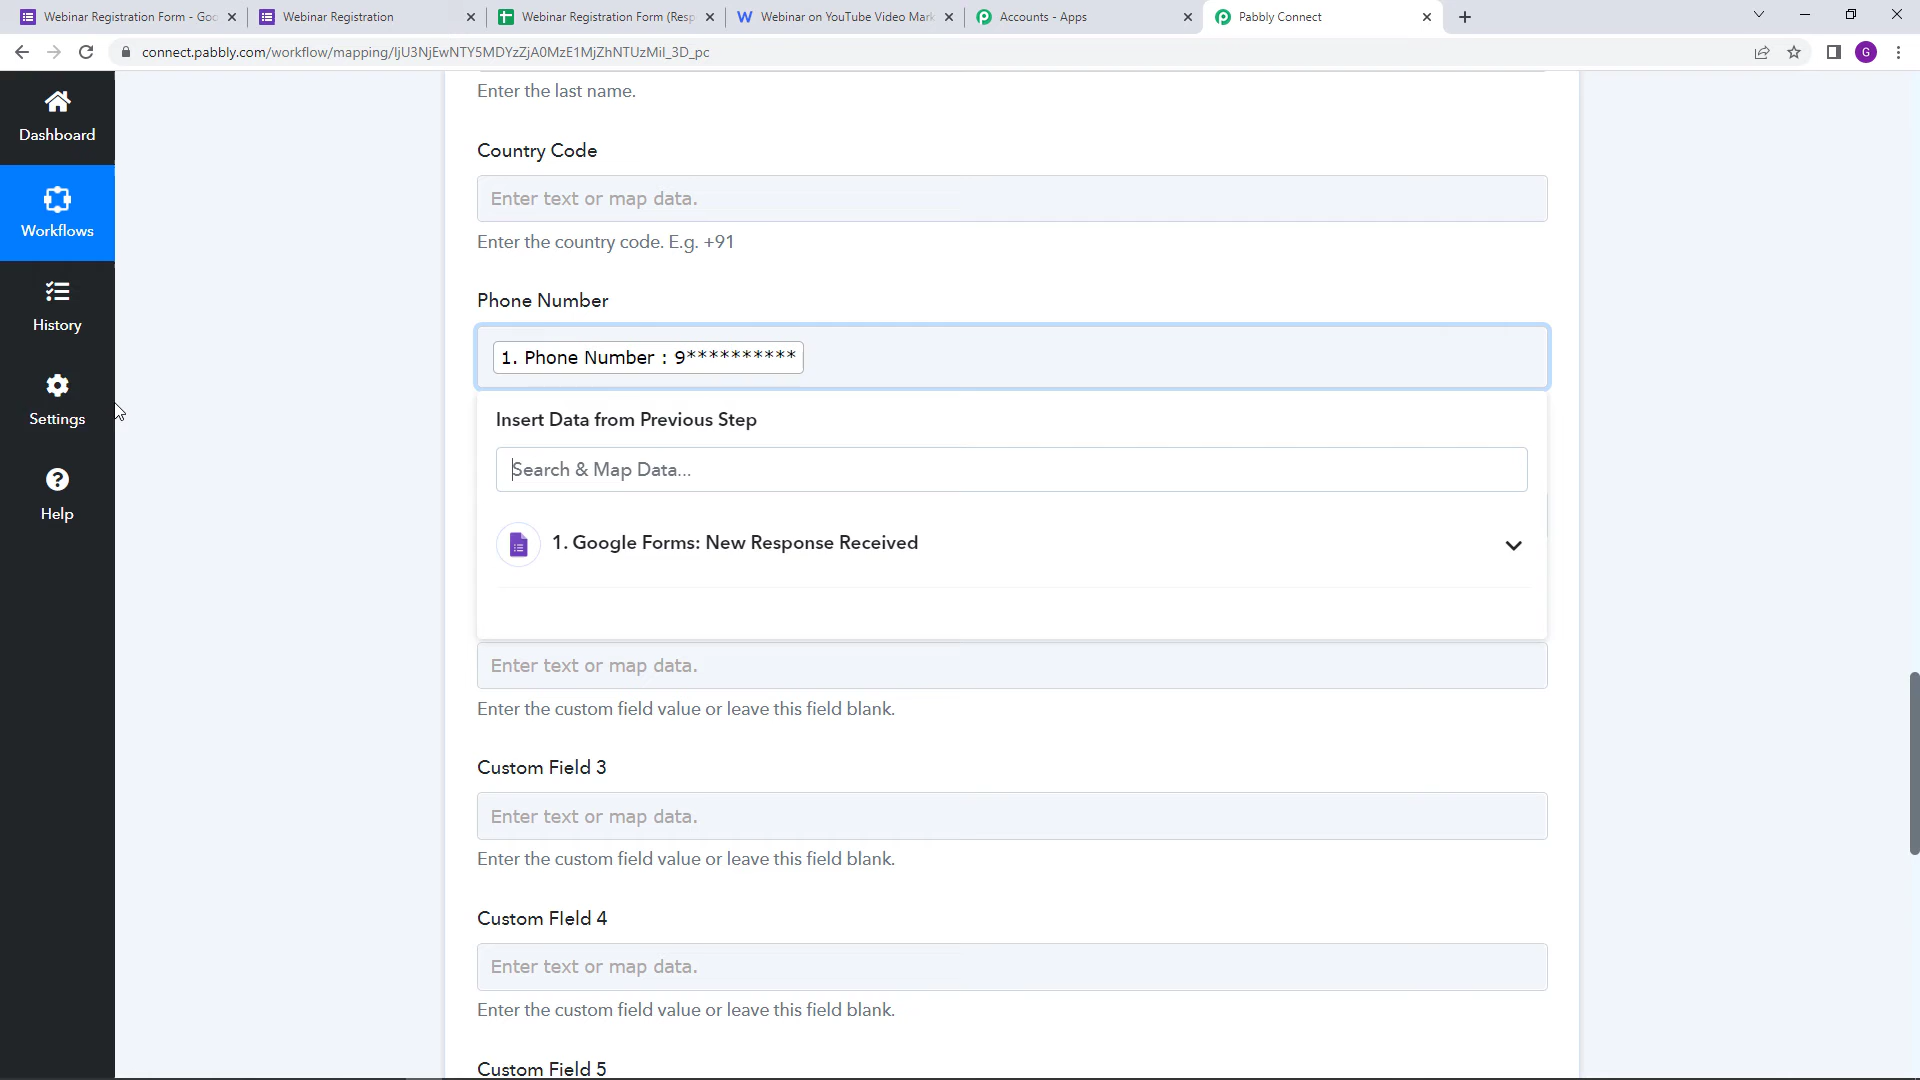 Webinar Registration Form - Goo
Webinar Registration
Webinar Registration Form (Resp
Webinar on YouTube Video Mark
Accounts - Apps
Pabbly Connect
connect.pabbly.com/workflow/mapping/IjU3NjEwNTY5MDYzZjA0MzE1MjZhNTUzMiI_3D_pc
G
Dashboard
Workflows
History
Settings
Help
Enter the last name.
Country Code
Enter text or map data.
Enter the country code. E.g. +91
Phone Number
1. Phone Number : 9**********
Insert Data from Previous Step
Search & Map Data...
1. Google Forms: New Response Received
Enter text or map data.
Enter the custom field value or leave this field blank.
Custom Field 3
Enter text or map data.
Enter the custom field value or leave this field blank.
Custom FIeld 4
Enter text or map data.
Enter the custom field value or leave this field blank.
Custom Field 5